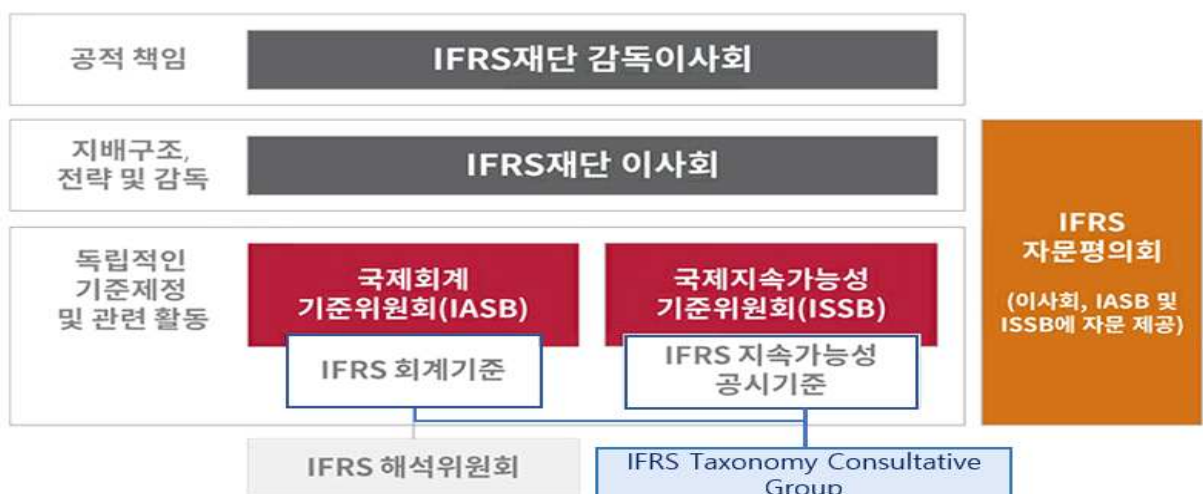 공적 책임
IFRS재단 감독이사회
지배구조,
전략 및 감독
IFRS재단 이사회
독립적인
기준제정
및 관련 활동
국제회계
기준위원회(IASB)
IFRS 회계기준
국제지속가능성
기준위원회(ISSB)
IFRS 지속가능성
공시기준
IFRS
자문평의회
(이사회, IASB 및
ISSB에 자문 제공)
IFRS 해석위원회
IFRS Taxonomy Consultative
Group